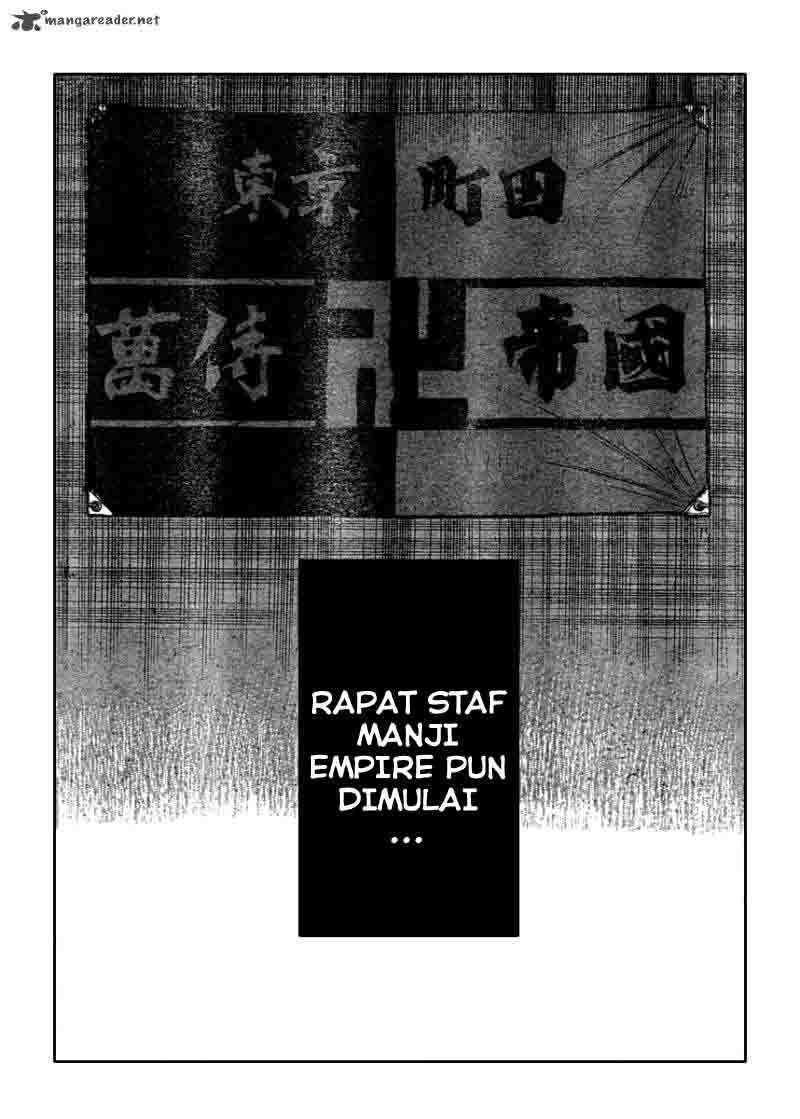 mangareader.net
東京 町田
萬侍 卍 帝國
RAPAT STAF
MANJI
EMPIRE PUN
DIMULAI
...